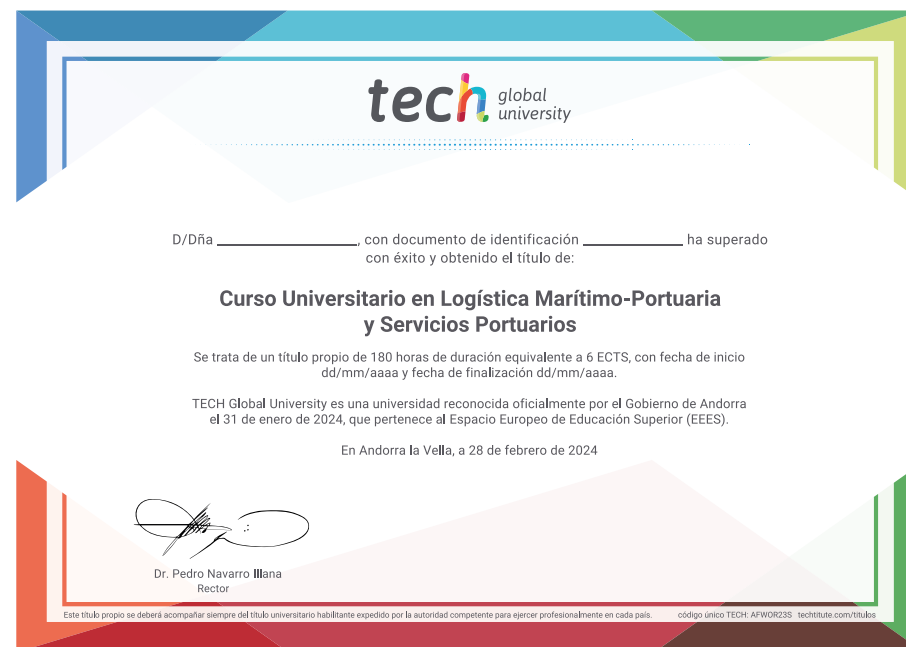 tech global university
D/Dña ____________________, con documento de identificación ______________ ha superado
con éxito y obtenido el título de:
Curso Universitario en Logística Marítimo-Portuaria
y Servicios Portuarios
Se trata de un título propio de 180 horas de duración equivalente a 6 ECTS, con fecha de inicio
dd/mm/aaaa y fecha de finalización dd/mm/aaaa.
TECH Global University es una universidad reconocida oficialmente por el Gobierno de Andorra
el 31 de enero de 2024, que pertenece al Espacio Europeo de Educación Superior (EEES).
En Andorra la Vella, a 28 de febrero de 2024
Dr. Pedro Navarro Illana
Rector
Este título propio se deberá acompañar siempre del título universitario habilitante expedido por la autoridad competente para ejercer profesionalmente en cada país. código único TECH: AFWOR23S techtitute.com/titulos